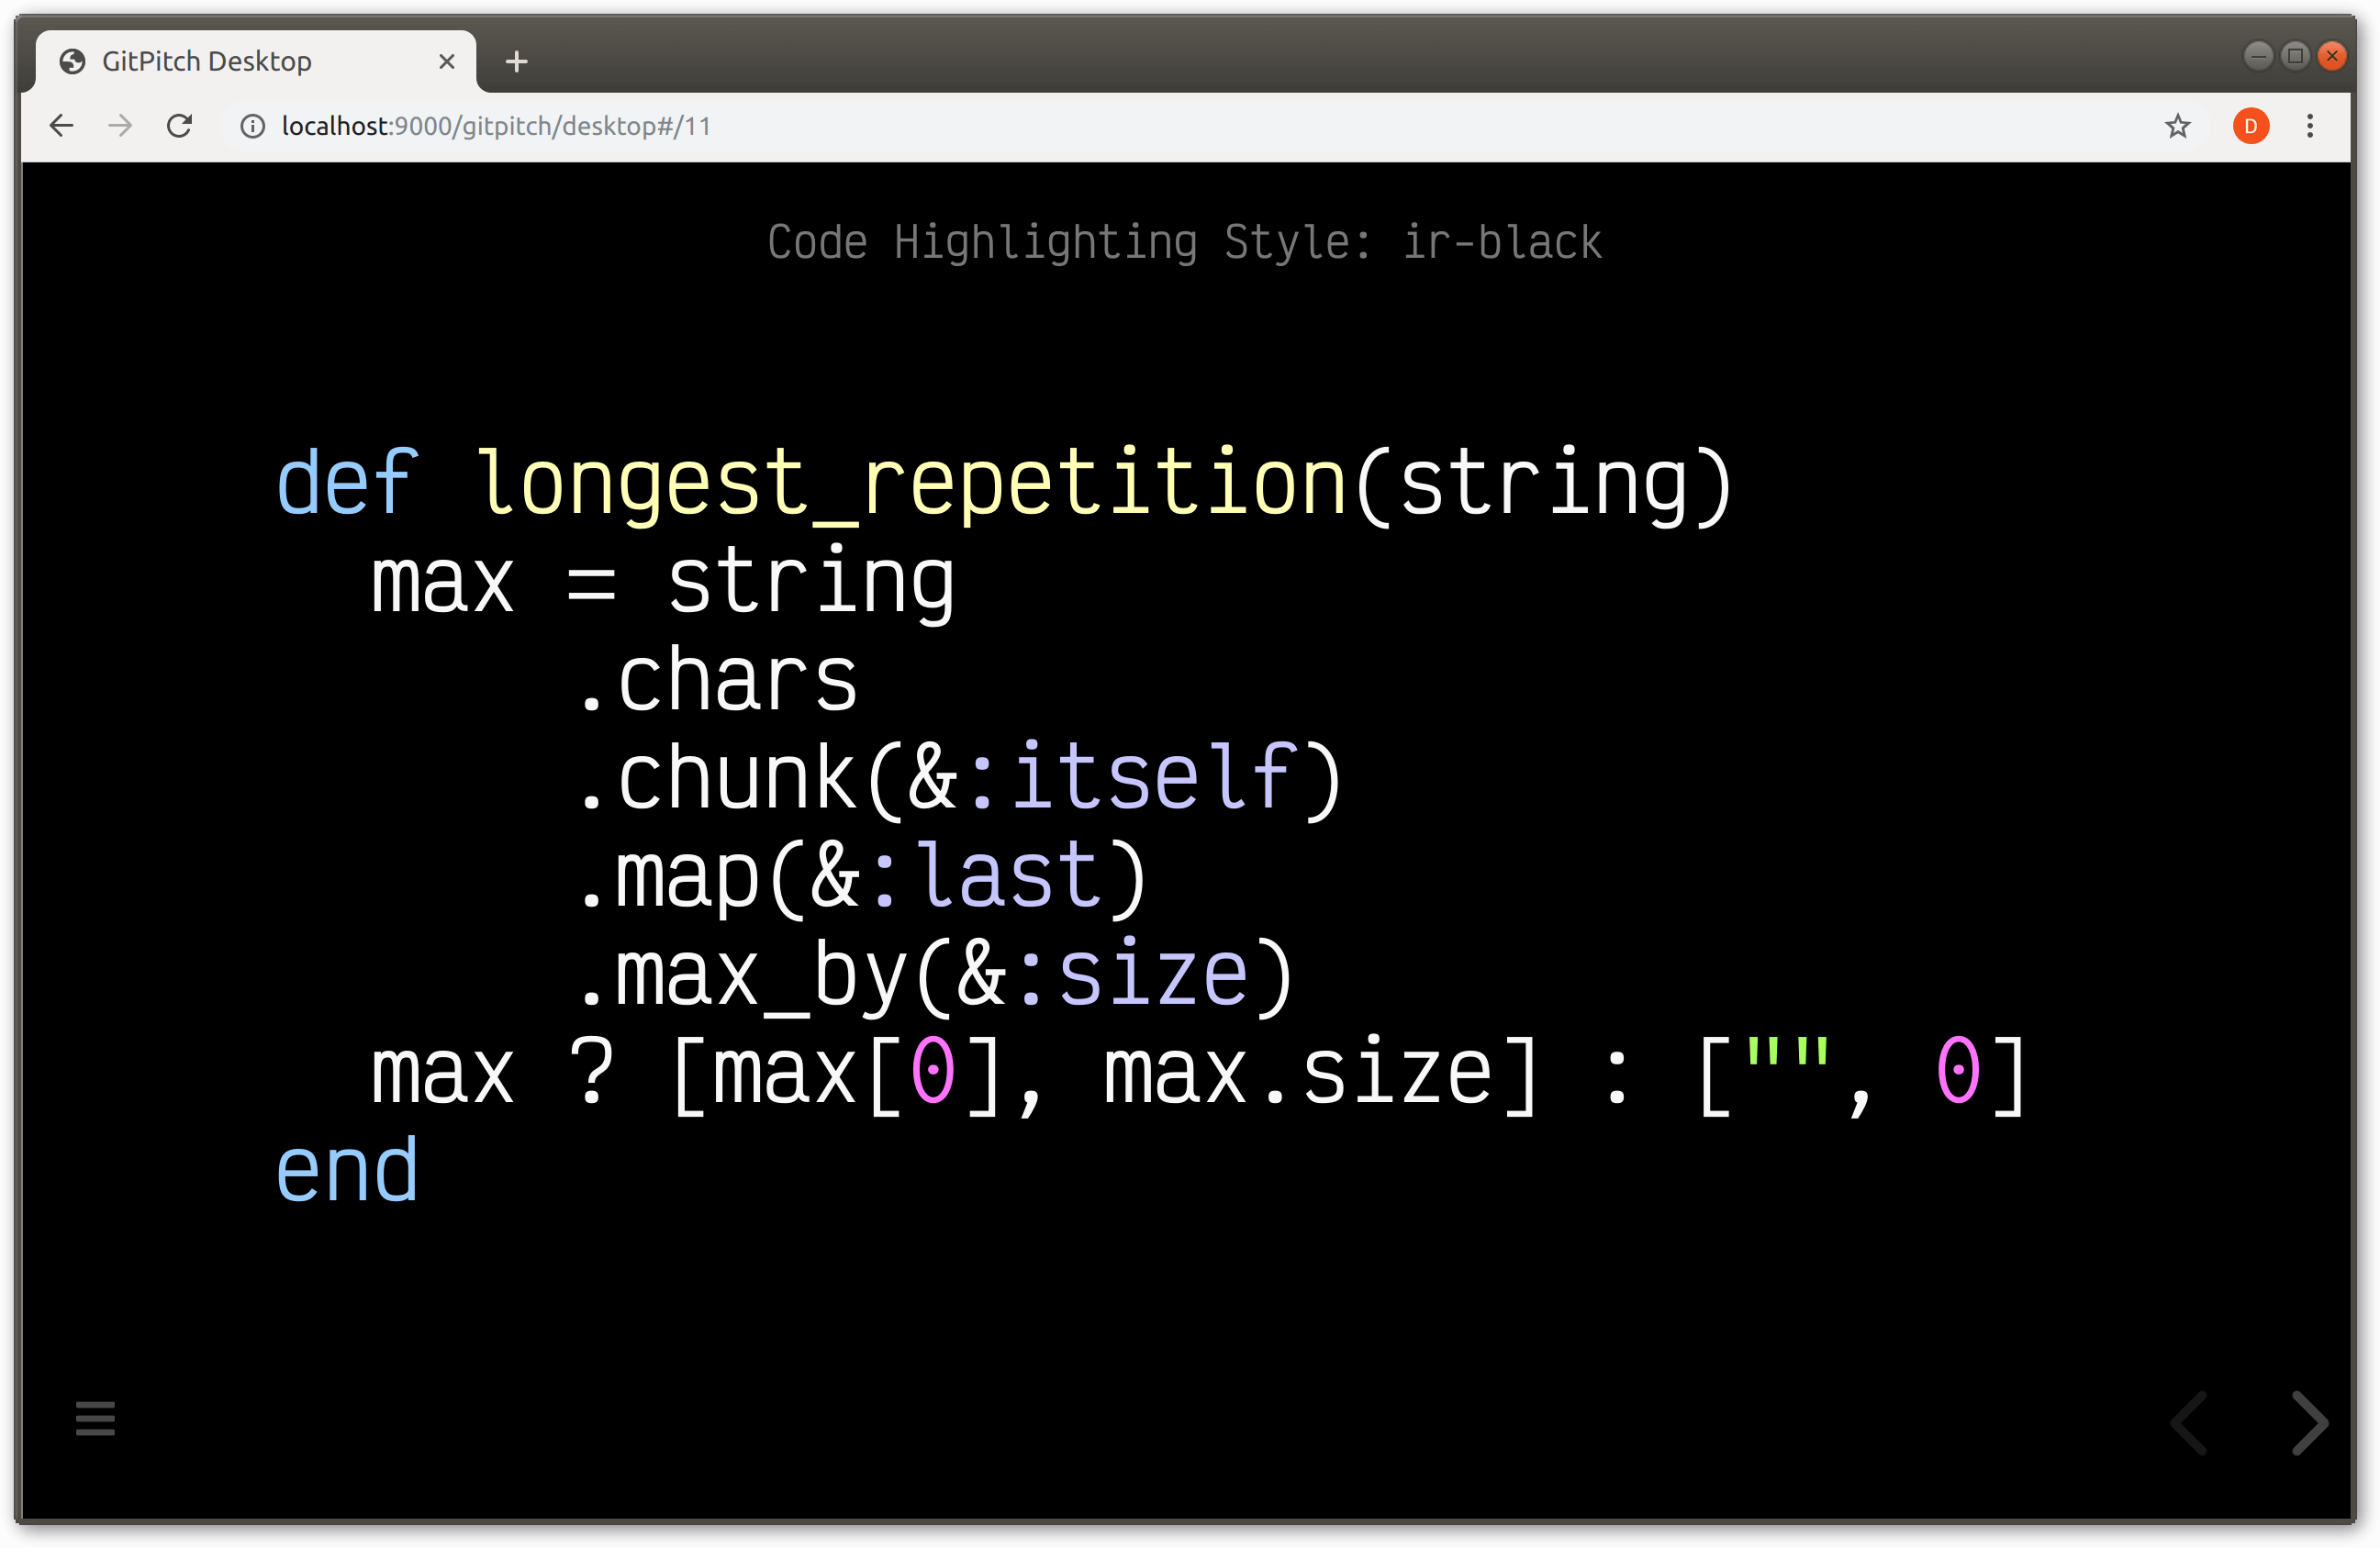 GitPitch Desktop
localhost:9000/gitpitch/desktop#/11
D
Code Highlighting Style: ir-black
def longest_repetition(string)
  max = string
      .chars
      .chunk(&:itself)
      .map(&:last)
      .max_by(&:size)
  max ? [max[0], max.size] : ["", 0]
end